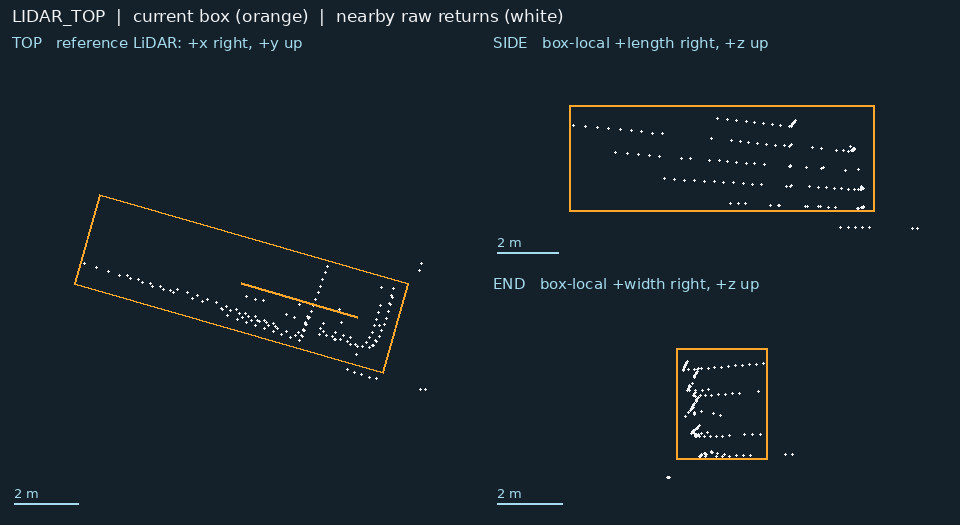 LIDAR_TOP | current box (orange) | nearby raw returns (white)
TOP reference LiDAR: +x right, +y up
SIDE box-local +length right, +z up
2 m
END box-local +width right, +z up
2 m
2 m